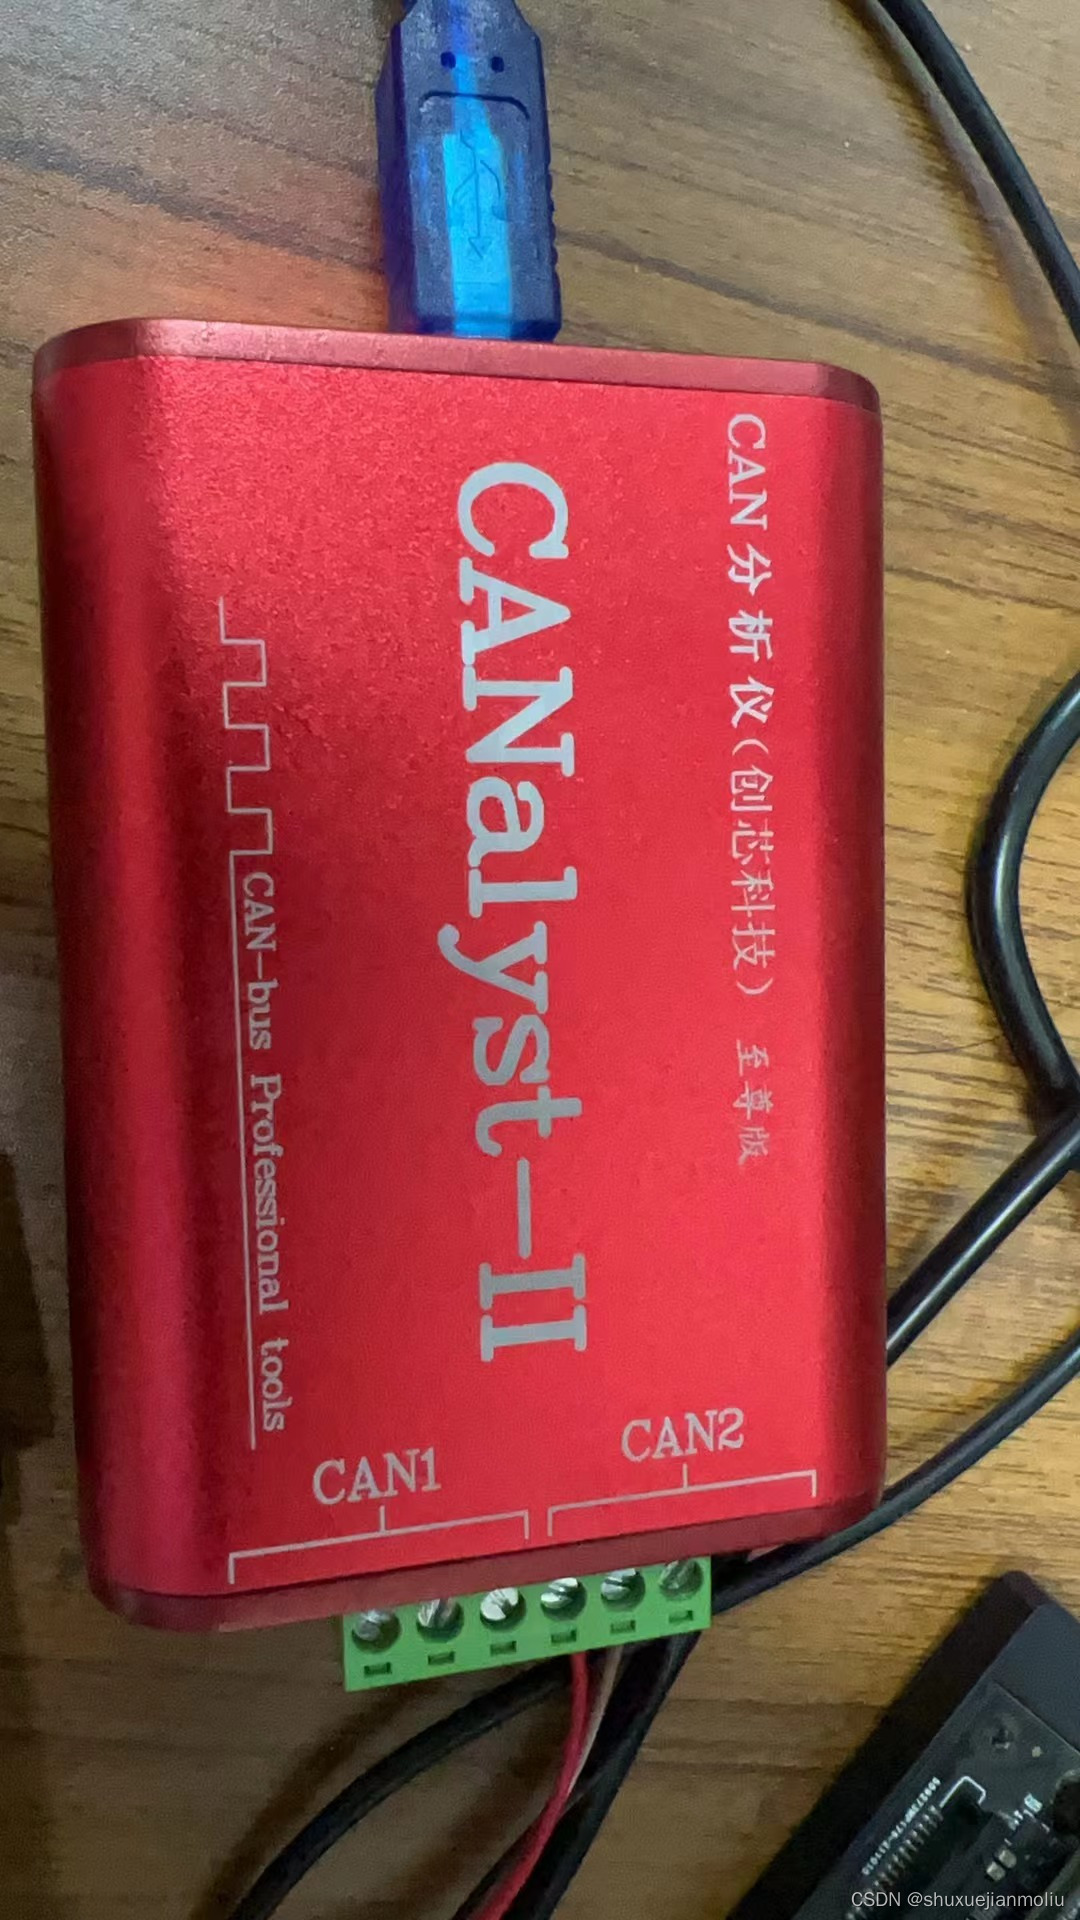 CAN分析仪(创芯科技) 至尊版
CANalyst-II
CAN-bus Professional tools
CAN1
CAN2
CSDN @shuxuejianmoliu